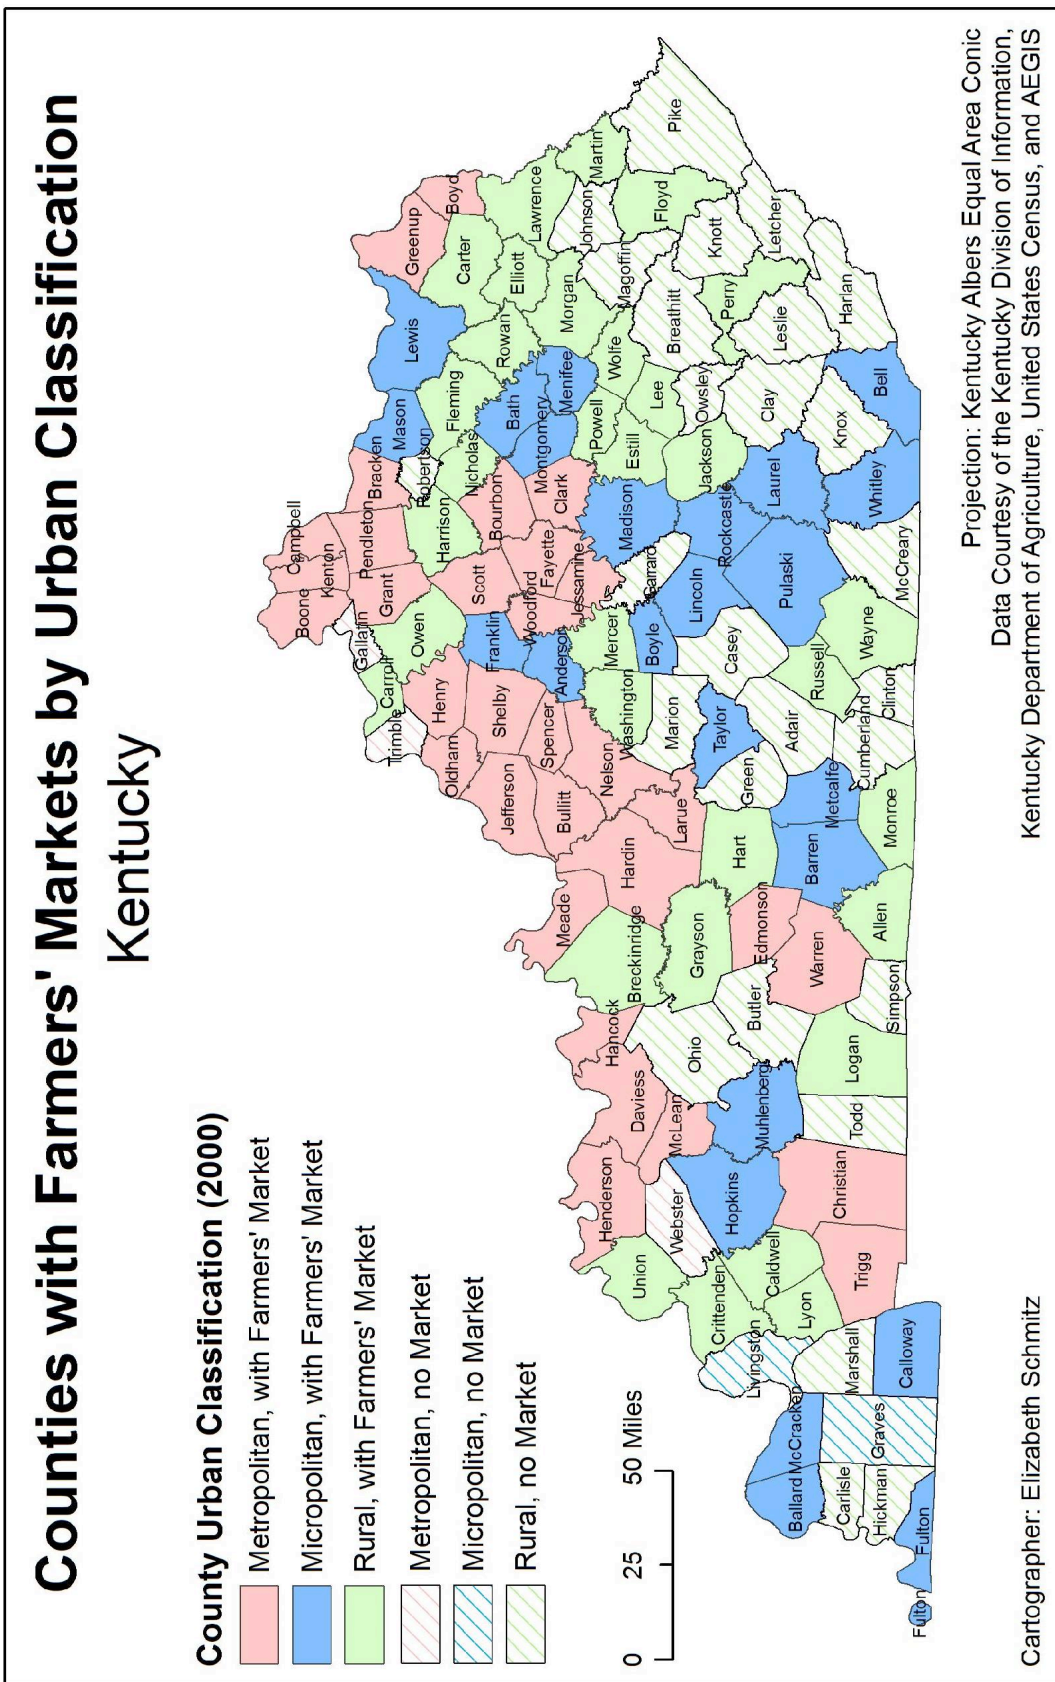 Counties with Farmers' Markets by Urban Classification
Kentucky
County Urban Classification (2000)
Metropolitan, with Farmers' Market
Micropolitan, with Farmers' Market
Rural, with Farmers' Market
Metropolitan, no Market
Micropolitan, no Market
Rural, no Market
0 25 50 Miles
Campbell
Boone
Kenton
Gallatin
Grant
Pendleton
Bracken
Mason
Lewis
Greenup
Boyd
Carroll
Trimble
Owen
Robertson
Harrison
Nicholas
Fleming
Carter
Rowan
Elliott
Lawrence
Henry
Oldham
Franklin
Scott
Bourbon
Bath
Montgomery
Menifee
Morgan
Martin
Johnson
Shelby
Jefferson
Spencer
Bullitt
Anderson
Woodford
Fayette
Clark
Jessamine
Powell
Wolfe
Magoffin
Floyd
Pike
Meade
Hardin
Nelson
Washington
Mercer
Garrard
Madison
Estill
Lee
Breathitt
Knott
Letcher
Henderson
Daviess
Hancock
Breckinridge
Larue
Marion
Boyle
Lincoln
Rockcastle
Jackson
Owsley
Perry
Leslie
Harlan
Union
Webster
McLean
Ohio
Grayson
Hart
Green
Taylor
Casey
Pulaski
Laurel
Clay
Knox
Bell
Crittenden
Hopkins
Muhlenberg
Butler
Edmonson
Warren
Barren
Metcalfe
Adair
Russell
Wayne
McCreary
Whitley
Livingston
Caldwell
Lyon
Trigg
Christian
Todd
Logan
Simpson
Allen
Monroe
Cumberland
Clinton
Ballard
McCracken
Marshall
Calloway
Graves
Carlisle
Hickman
Fulton
Fulton
Cartographer: Elizabeth Schmitz
Projection: Kentucky Albers Equal Area Conic
Data Courtesy of the Kentucky Division of Information,
Kentucky Department of Agriculture, United States Census, and AEGIS